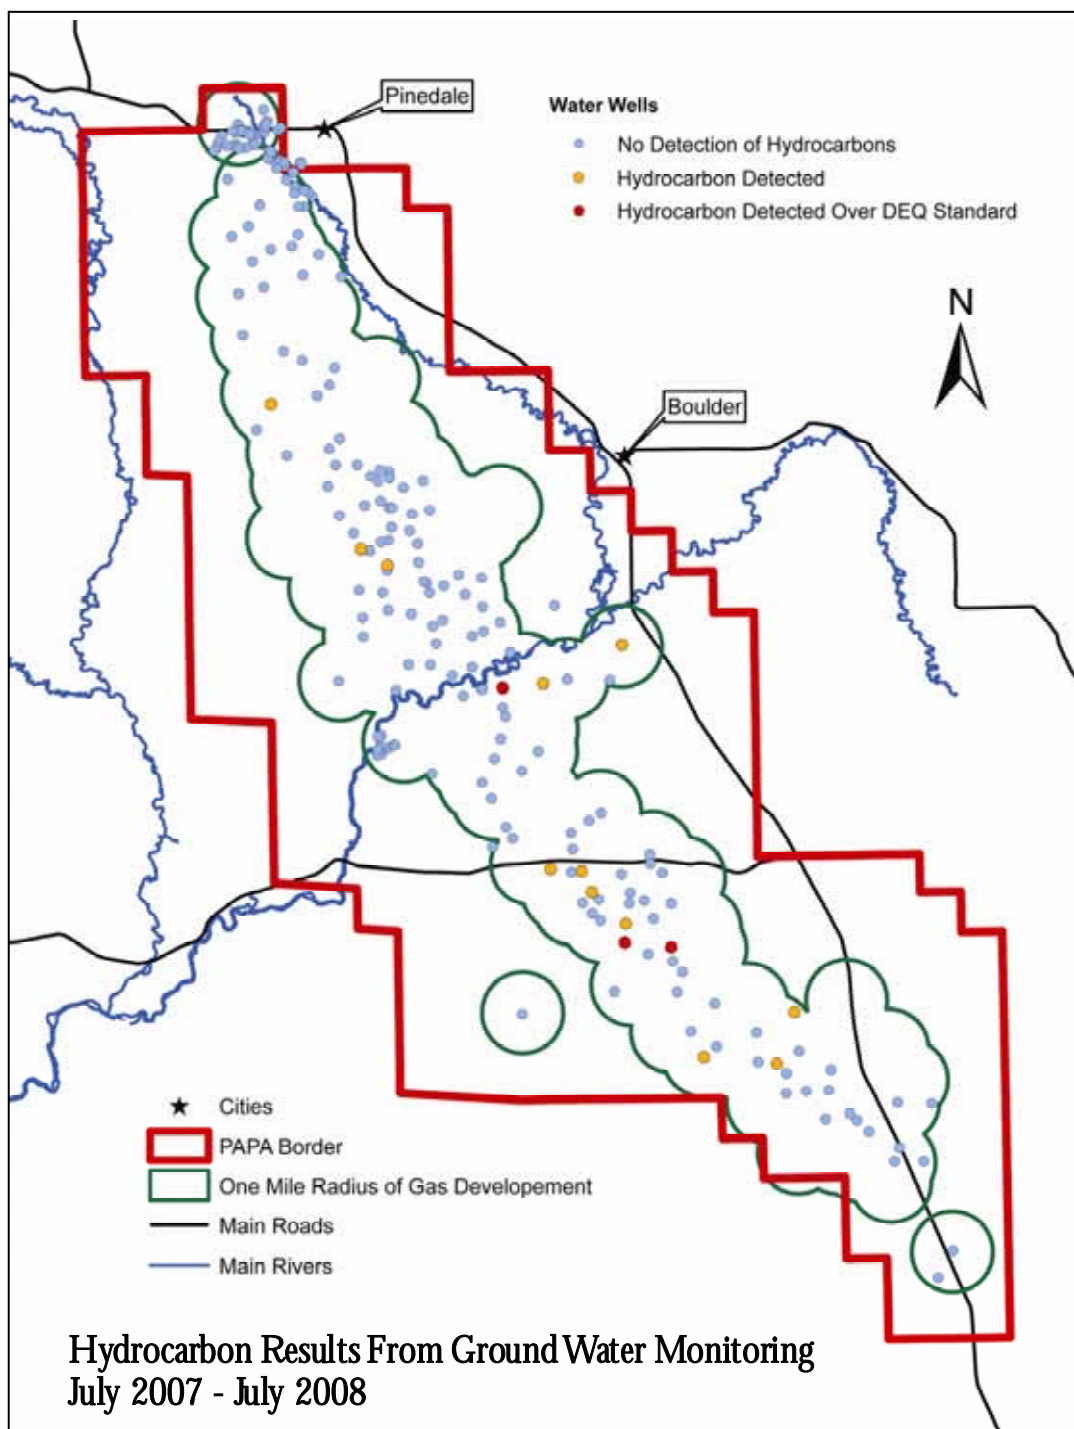 Pinedale
Water Wells
No Detection of Hydrocarbons
Hydrocarbon Detected
Hydrocarbon Detected Over DEQ Standard
N
Boulder
Cities
PAPA Border
One Mile Radius of Gas Developement
Main Roads
Main Rivers
Hydrocarbon Results From Ground Water Monitoring
July 2007 - July 2008